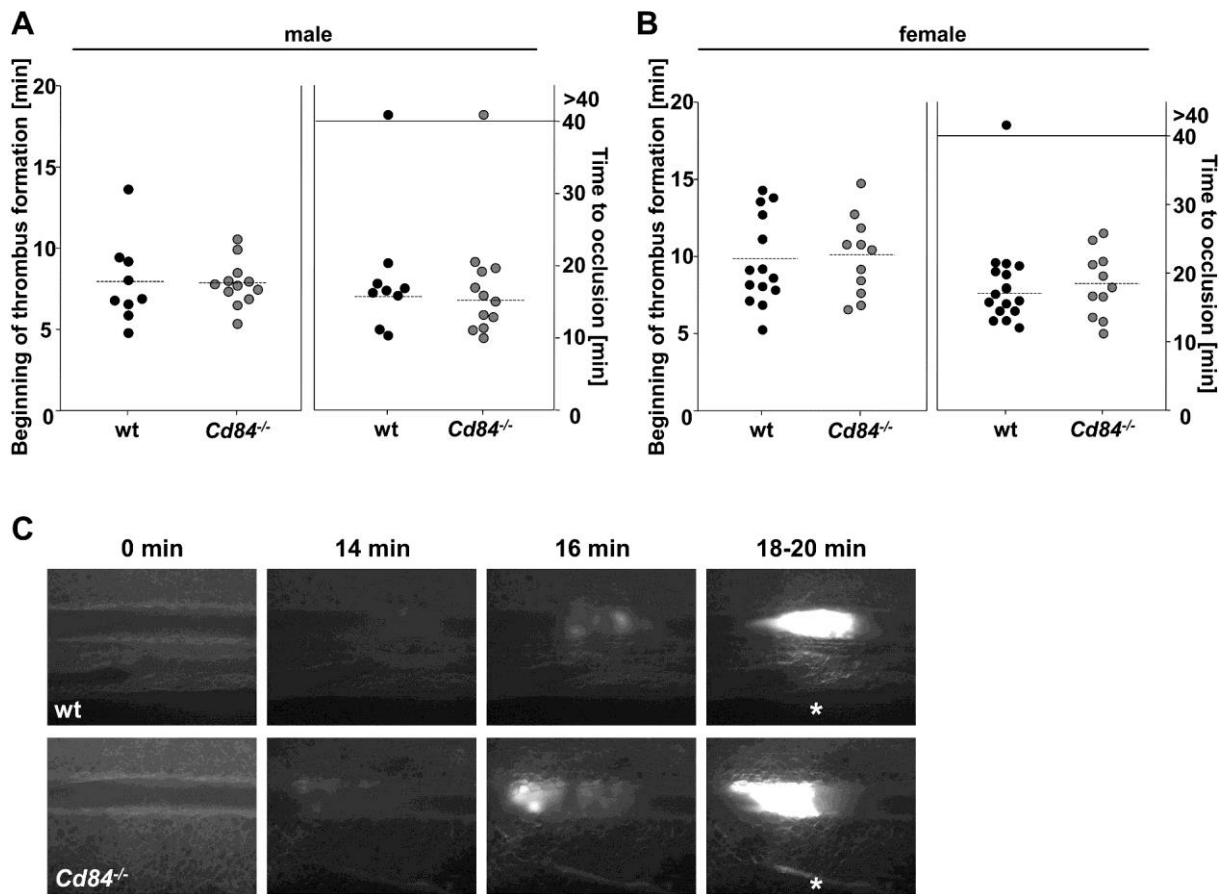 A
male
Beginning of thrombus formation [min]
20
15
10
5
0
wt
Cd84-/-
>40
40
30
20
10
0
Time to occlusion [min]
wt
Cd84-/-
B
female
Beginning of thrombus formation [min]
20
15
10
5
0
wt
Cd84-/-
>40
40
30
20
10
0
Time to occlusion [min]
wt
Cd84-/-
C
0 min
14 min
16 min
18-20 min
wt
*
Cd84-/-
*